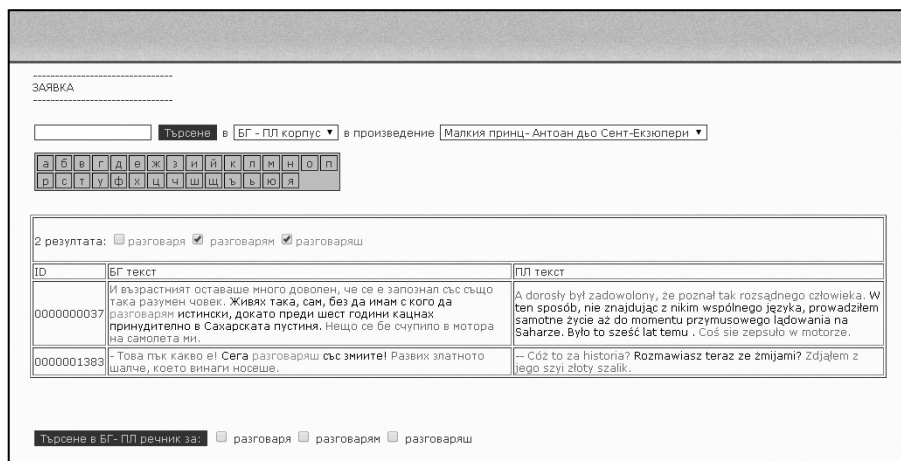 --------------------------------
ЗАЯВКА
--------------------------------
Търсене в БГ - ПЛ корпус ▼ в произведение Малкия принц- Антоан дьо Сент-Екзюпери ▼
а б в г д е ж з и й к л м н о п
р с т у ф х ц ч ш щ ъ ь ю я
2 резултата: разговаря разговарям разговаряш
ID БГ текст ПЛ текст
0000000037
И възрастният оставаше много доволен, че се е запознал със също
така разумен човек. Живях така, сам, без да имам с кого да
разговарям истински, докато преди шест години кацнах
принудително в Сахарската пустиня. Нещо се бе счупило в мотора
на самолета ми.
A dorosły był zadowolony, że poznał tak rozsądnego człowieka. W
ten sposób, nie znajdując z nikim wspólnego języka, prowadziłem
samotne życie aż do momentu przymusowego lądowania na
Saharze. Było to sześć lat temu . Coś sie zepsuło w motorze.
0000001383
- Това пък какво е! Сега разговаряш със змиите! Развих златното
шалче, което винаги носеше.
-- Cóż to za historia? Rozmawiasz teraz ze żmijami? Zdjąłem z
jego szyi złoty szalik.
Търсене в БГ- ПЛ речник за: разговаря разговарям разговаряш